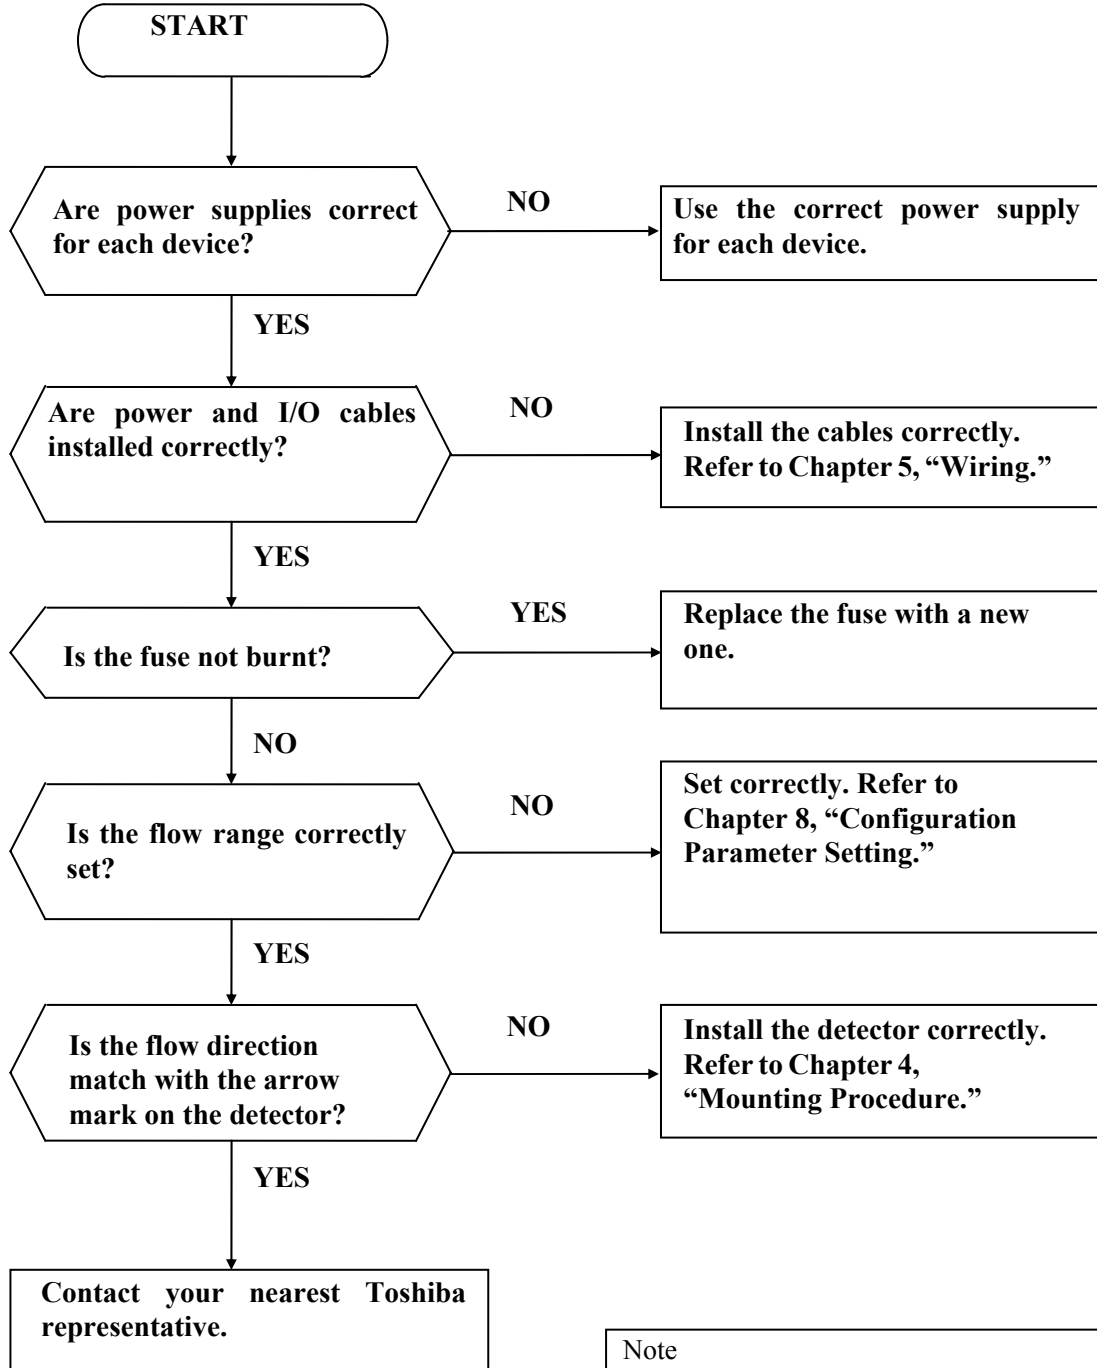 START
Are power supplies correct
for each device?
NO
Use the correct power supply
for each device.
YES
Are power and I/O cables
installed correctly?
NO
Install the cables correctly.
Refer to Chapter 5, “Wiring.”
YES
Is the fuse not burnt?
YES
Replace the fuse with a new
one.
NO
Is the flow range correctly
set?
NO
Set correctly. Refer to
Chapter 8, “Configuration
Parameter Setting.”
YES
Is the flow direction
match with the arrow
mark on the detector?
NO
Install the detector correctly.
Refer to Chapter 4,
“Mounting Procedure.”
YES
Contact your nearest Toshiba
representative.
Note